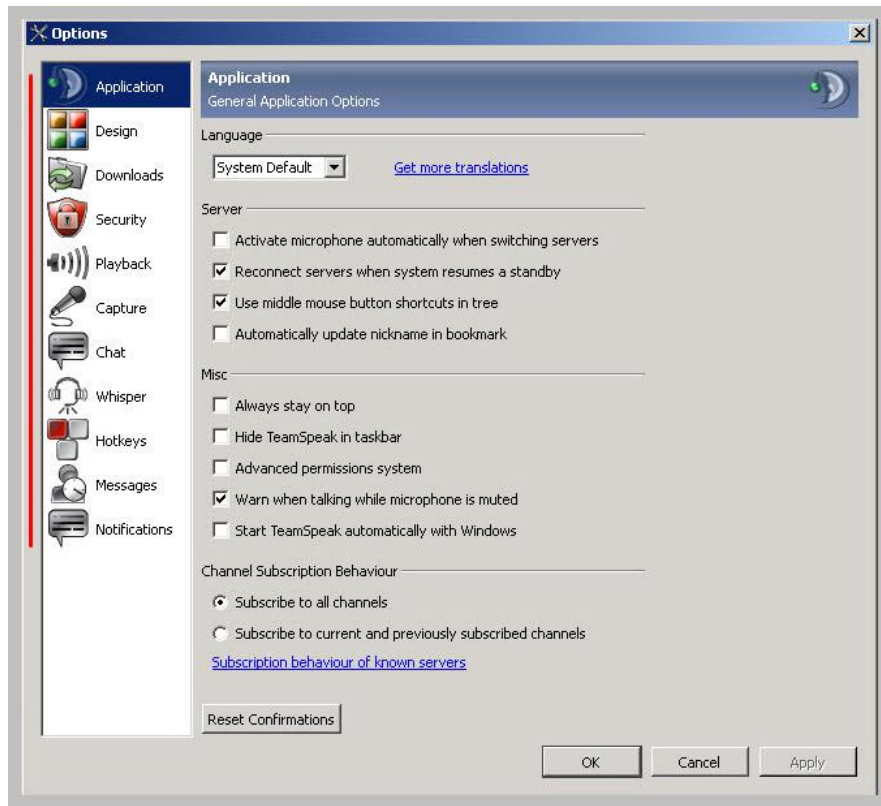 Options
Application
Design
Downloads
Security
Playback
Capture
Chat
Whisper
Hotkeys
Messages
Notifications
Application
General Application Options
Language
System Default
Get more translations
Server
Activate microphone automatically when switching servers
Reconnect servers when system resumes a standby
Use middle mouse button shortcuts in tree
Automatically update nickname in bookmark
Misc
Always stay on top
Hide TeamSpeak in taskbar
Advanced permissions system
Warn when talking while microphone is muted
Start TeamSpeak automatically with Windows
Channel Subscription Behaviour
Subscribe to all channels
Subscribe to current and previously subscribed channels
Subscription behaviour of known servers
Reset Confirmations
OK
Cancel
Apply